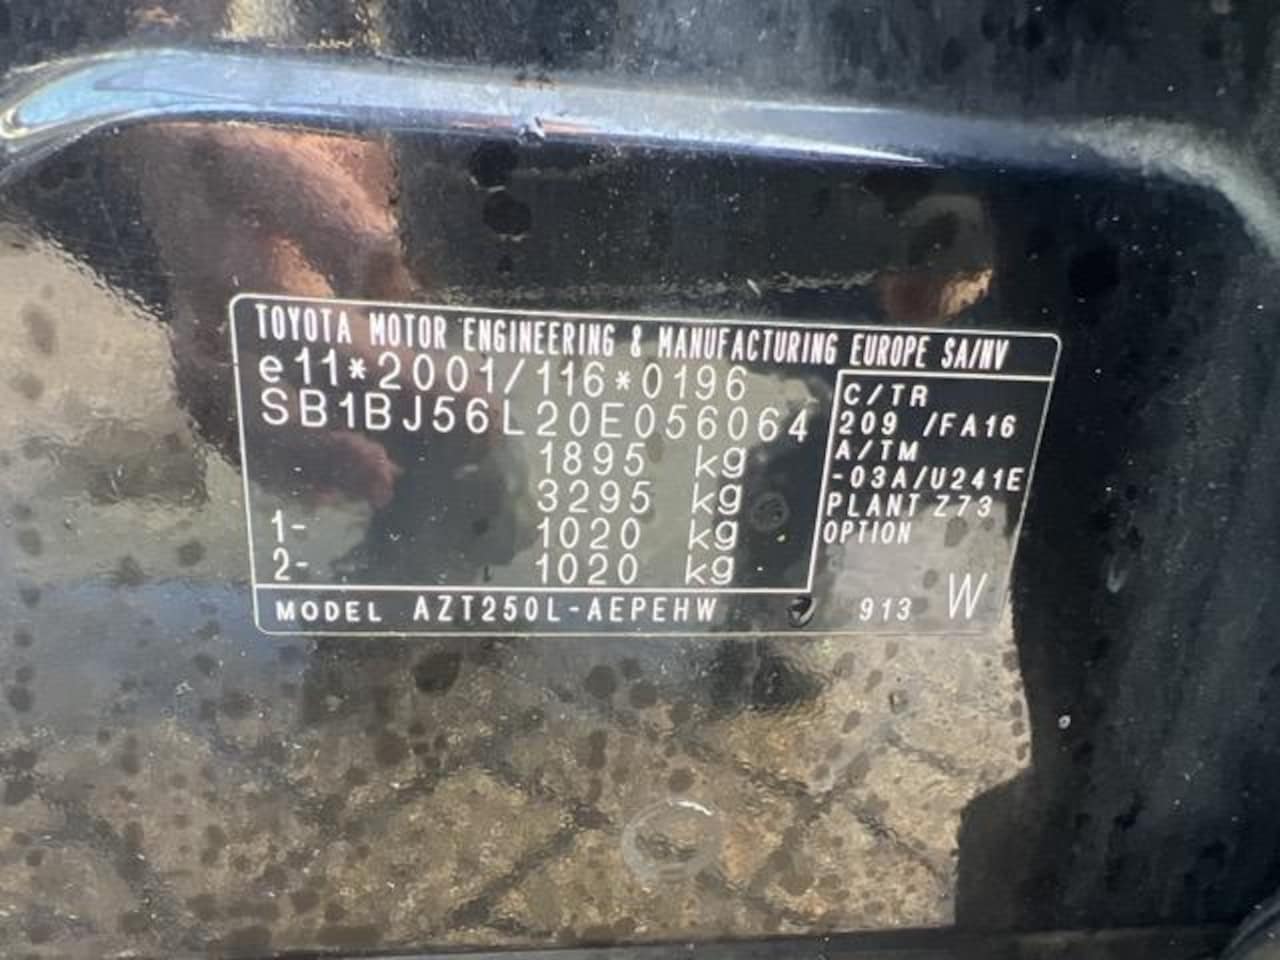 TOYOTA MOTOR ENGINEERING & MANUFACTURING EUROPE SA/NV
e11*2001/116*0196
SB1BJ56L20E056064
1895 kg
3295 kg
1- 1020 kg
2- 1020 kg
C/TR
209 /FA16
A/TM
-03A/U241E
PLANT Z73
OPTION
MODEL AZT250L-AEPEHW
913 W